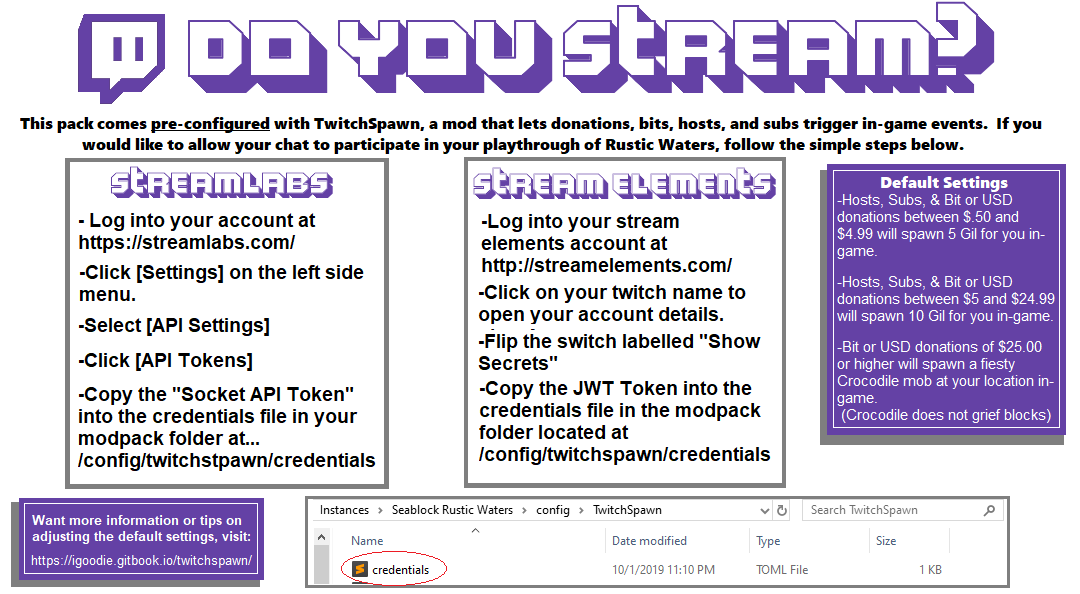 DO YOU STREAM?
This pack comes pre-configured with TwitchSpawn, a mod that lets donations, bits, hosts, and subs trigger in-game events.  If you
would like to allow your chat to participate in your playthrough of Rustic Waters, follow the simple steps below.
STREAMLABS
- Log into your account at
https://streamlabs.com/
-Click [Settings] on the left side
menu.
-Select [API Settings]
-Click [API Tokens]
-Copy the "Socket API Token"
into the credentials file in your
modpack folder at...
/config/twitchstpawn/credentials
STREAM ELEMENTS
-Log into your stream
elements account at
http://streamelements.com/
-Click on your twitch name to
open your account details.
-Flip the switch labelled "Show
Secrets"
-Copy the JWT Token into the
credentials file in the modpack
folder located at
/config/twitchspawn/credentials
Default Settings
-Hosts, Subs, & Bit or USD
donations between $.50 and
$4.99 will spawn 5 Gil for you in-
game.
-Hosts, Subs, & Bit or USD
donations between $5 and $24.99
will spawn 10 Gil for you in-game.
-Bit or USD donations of $25.00
or higher will spawn a fiesty
Crocodile mob at your location in-
game.
(Crocodile does not grief blocks)
Want more information or tips on
adjusting the default settings, visit:
https://igoodie.gitbook.io/twitchspawn/
Instances > Seablock Rustic Waters > config > TwitchSpawn
Search TwitchSpawn
Name Date modified Type Size
credentials 10/1/2019 11:10 PM TOML File 1 KB